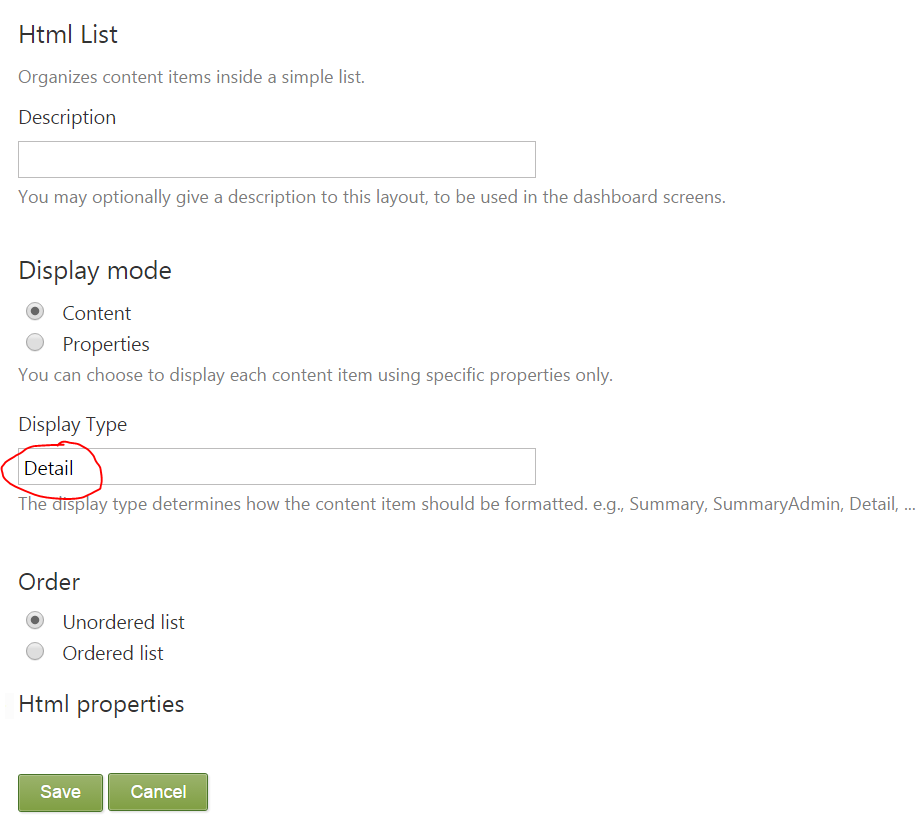 Html List
Organizes content items inside a simple list.
Description
You may optionally give a description to this layout, to be used in the dashboard screens.
Display mode
Content
Properties
You can choose to display each content item using specific properties only.
Display Type
Detail
The display type determines how the content item should be formatted. e.g., Summary, SummaryAdmin, Detail, ...
Order
Unordered list
Ordered list
Html properties
Save Cancel